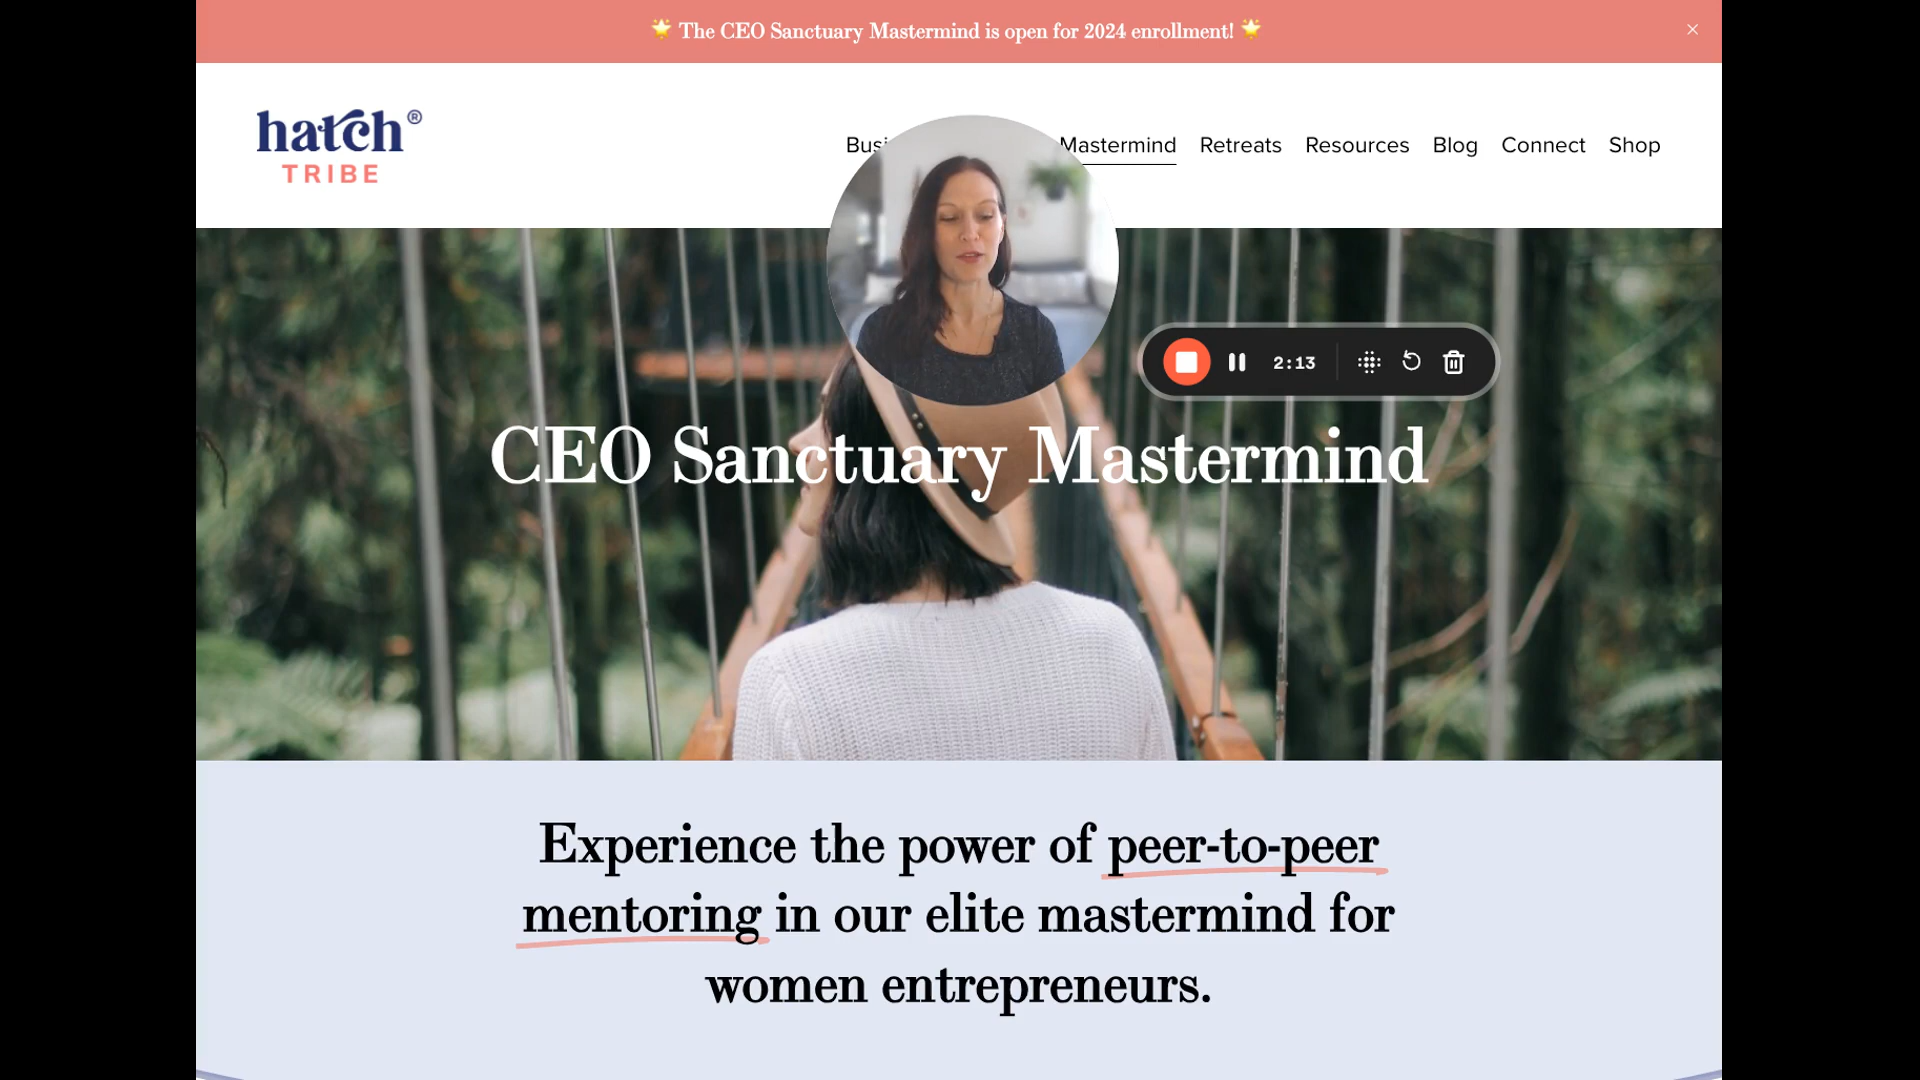 🌟 The CEO Sanctuary Mastermind is open for 2024 enrollment! 🌟
hatch®
TRIBE
Mastermind Retreats Resources Blog Connect Shop
2:13
CEO Sanctuary Mastermind
Experience the power of peer-to-peer
mentoring in our elite mastermind for
women entrepreneurs.